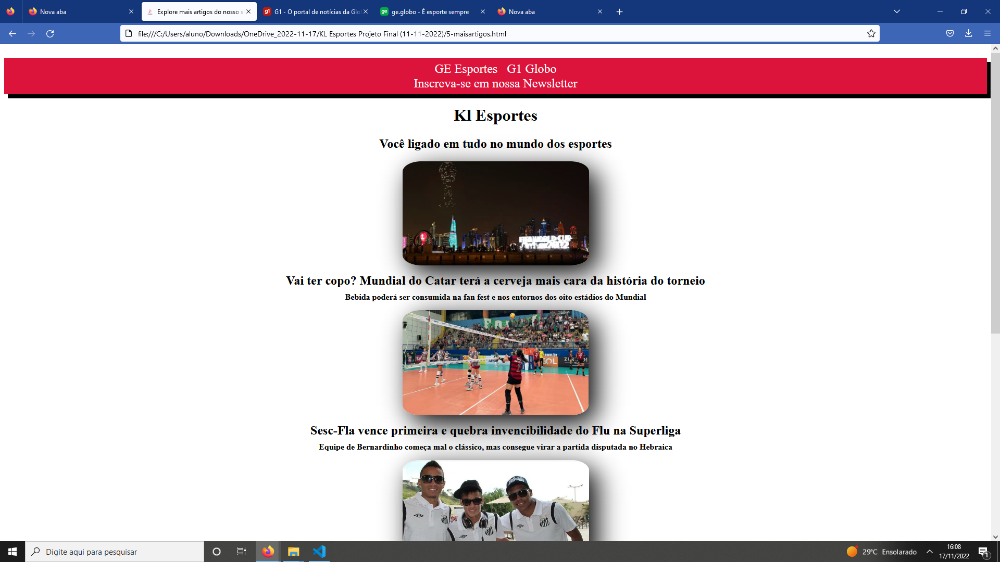 Nova aba
Explore mais artigos do nosso s
G1 - O portal de notícias da Glo
ge.globo - É esporte sempre
Nova aba
file:///C:/Users/aluno/Downloads/OneDrive_2022-11-17/KL Esportes Projeto Final (11-11-2022)/5-maisartigos.html
GE Esportes G1 Globo
Inscreva-se em nossa Newsletter
Kl Esportes
Você ligado em tudo no mundo dos esportes
FIFA WORLD CUP
Vai ter copo? Mundial do Catar terá a cerveja mais cara da história do torneio
Bebida poderá ser consumida na fan fest e nos entornos dos oito estádios do Mundial
com.br
Sesc-Fla vence primeira e quebra invencibilidade do Flu na Superliga
Equipe de Bernardinho começa mal o clássico, mas consegue virar a partida disputada no Hebraica
Digite aqui para pesquisar
29°C Ensolarado
16:08
17/11/2022
1